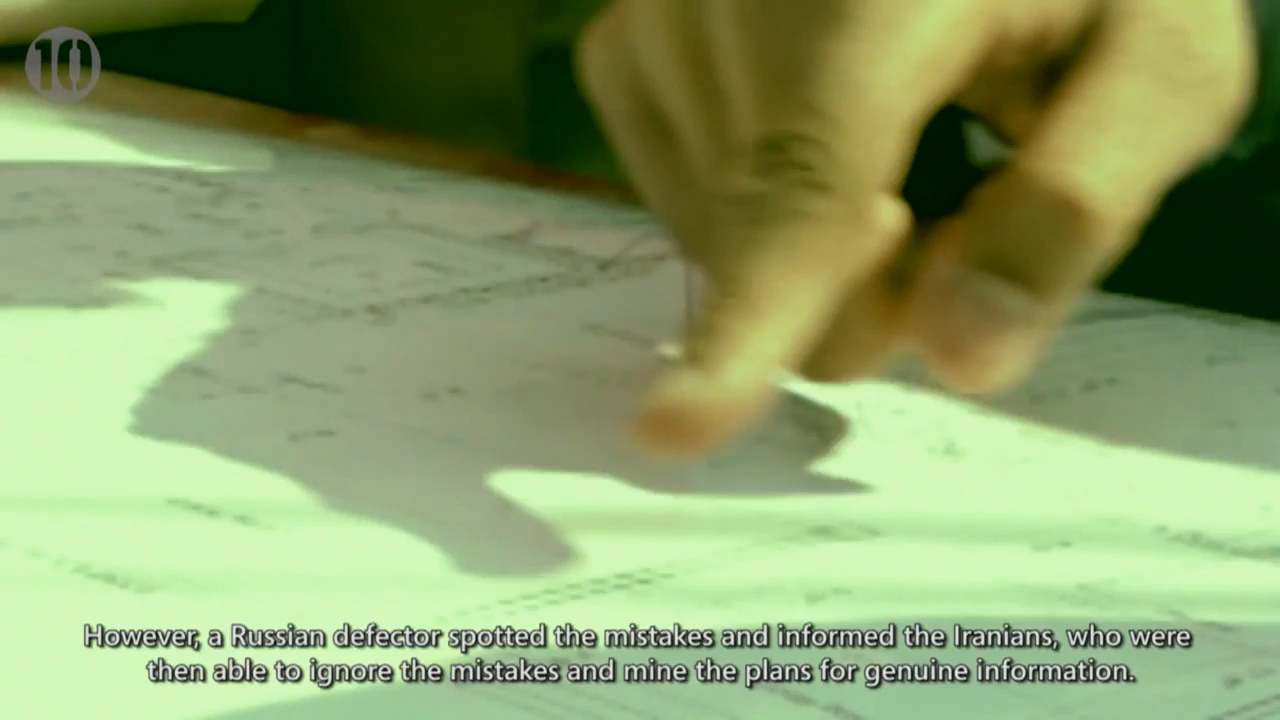 10
However, a Russian defector spotted the mistakes and informed the Iranians, who were
then able to ignore the mistakes and mine the plans for genuine information.